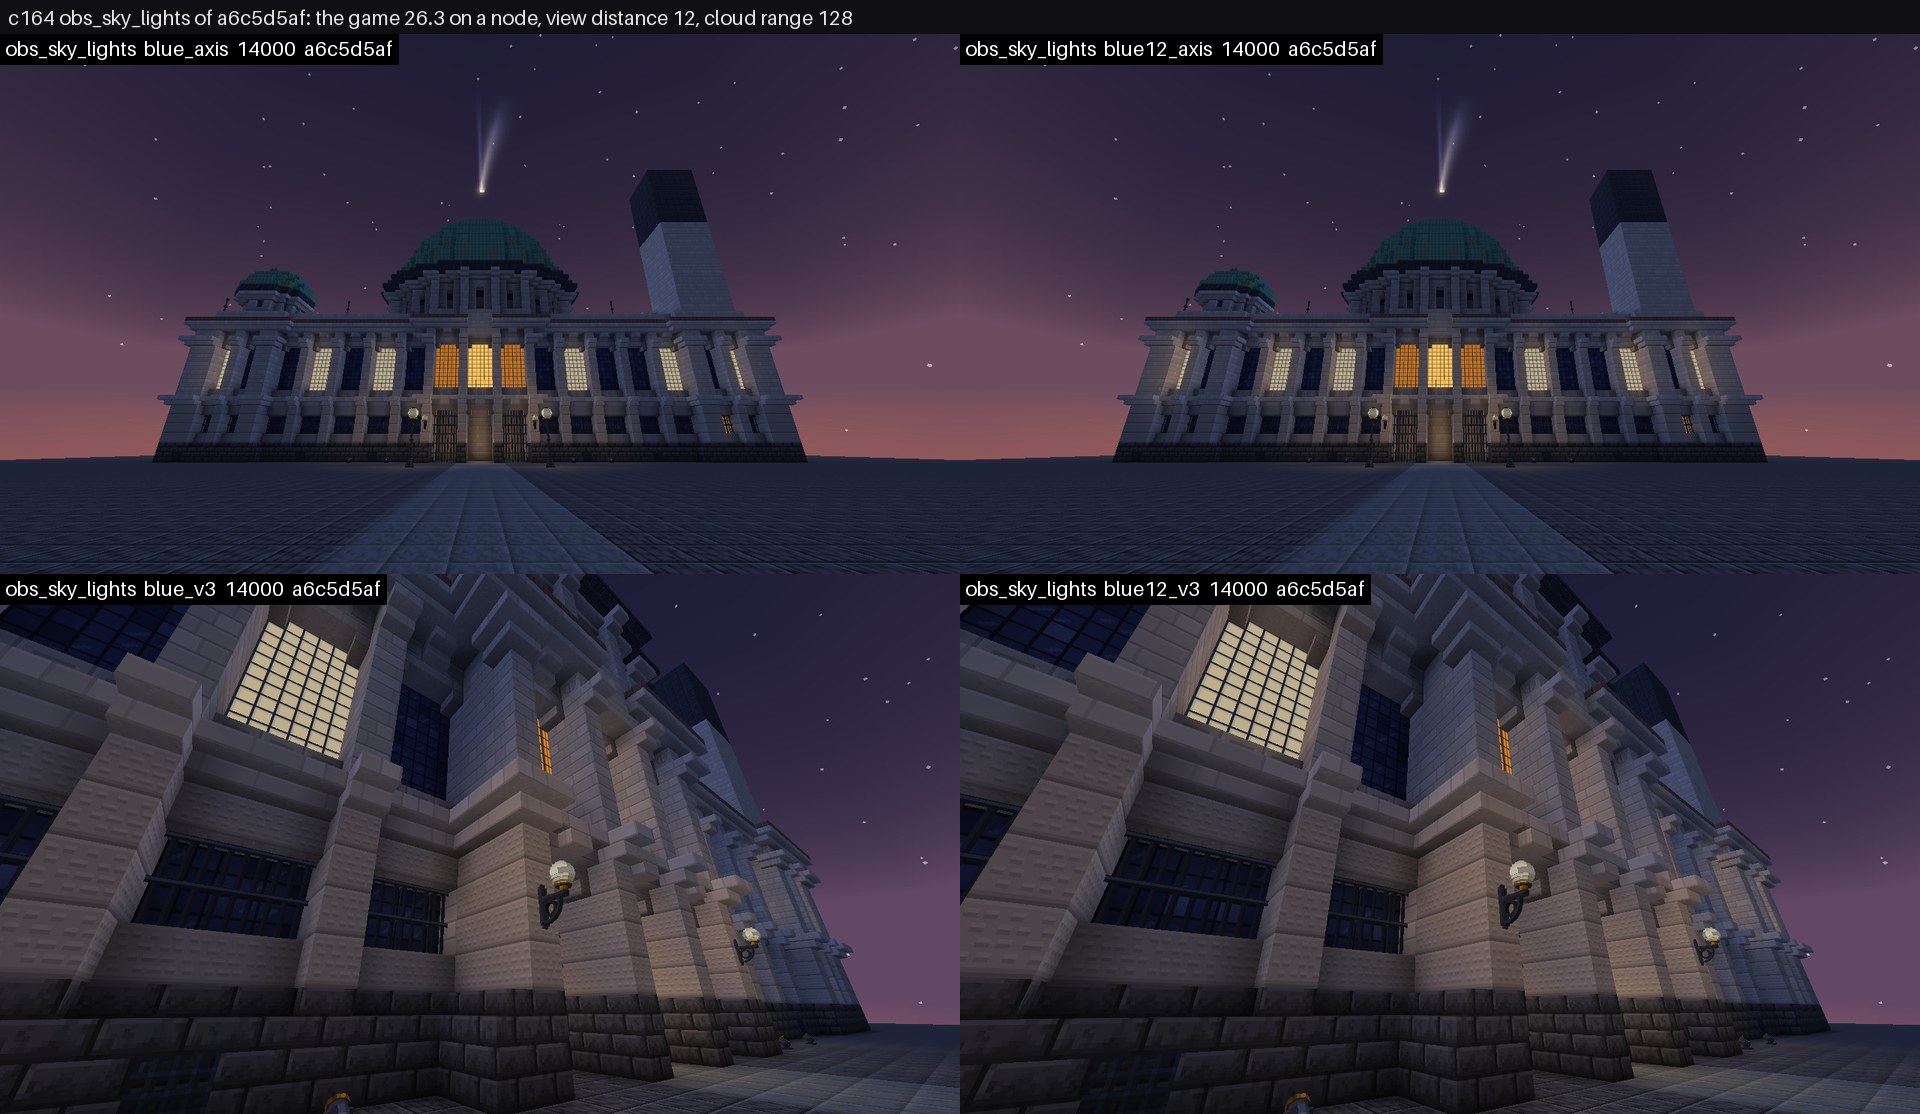 c164 obs_sky_lights of a6c5d5af: the game 26.3 on a node, view distance 12, cloud range 128
obs_sky_lights blue_axis 14000 a6c5d5af
obs_sky_lights blue12_axis 14000 a6c5d5af
obs_sky_lights blue_v3 14000 a6c5d5af
obs_sky_lights blue12_v3 14000 a6c5d5af